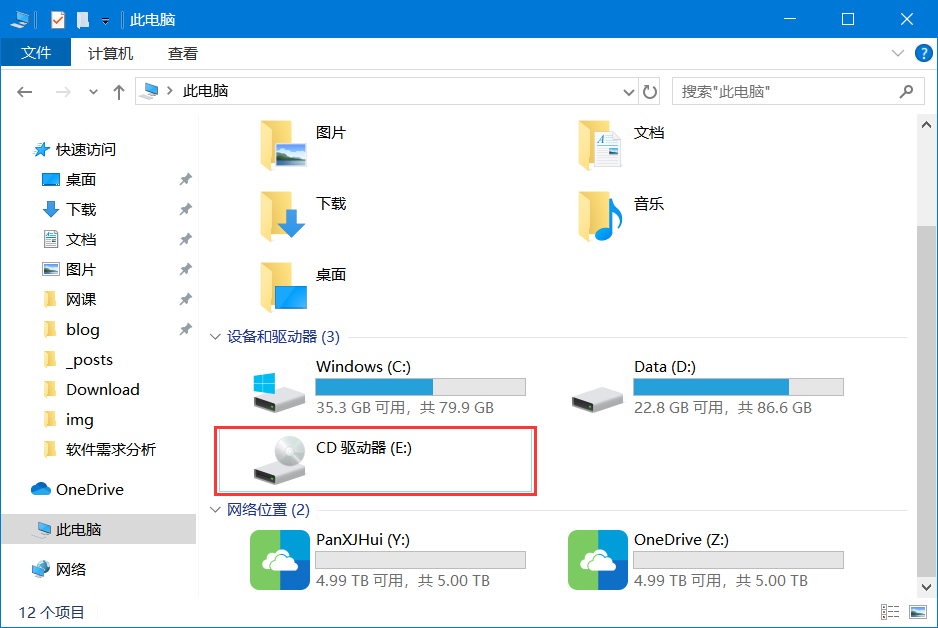 此电脑
文件 计算机 查看
此电脑 搜索"此电脑"
快速访问
桌面
下载
文档
图片
网课
blog
_posts
Download
img
软件需求分析
OneDrive
此电脑
网络
图片 文档
下载 音乐
桌面
设备和驱动器 (3)
Windows (C:) Data (D:)
35.3 GB 可用，共 79.9 GB 22.8 GB 可用，共 86.6 GB
CD 驱动器 (E:)
网络位置 (2)
PanXJHui (Y:) OneDrive (Z:)
4.99 TB 可用，共 5.00 TB 4.99 TB 可用，共 5.00 TB
12 个项目